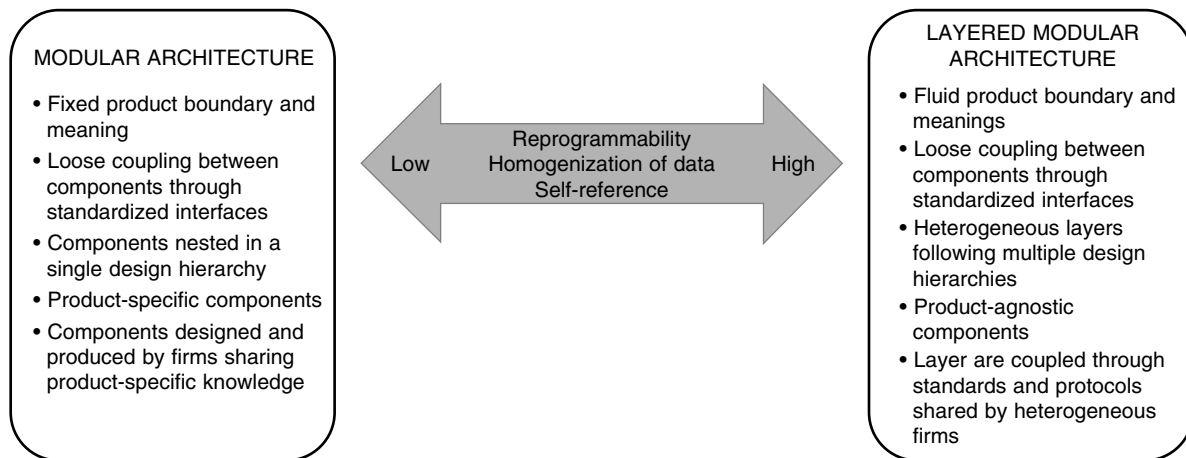 MODULAR ARCHITECTURE
• Fixed product boundary and
meaning
• Loose coupling between
components through
standardized interfaces
• Components nested in a
single design hierarchy
• Product-specific components
• Components designed and
produced by firms sharing
product-specific knowledge
Low
Reprogrammability
Homogenization of data
Self-reference
High
LAYERED MODULAR
ARCHITECTURE
• Fluid product boundary and
meanings
• Loose coupling between
components through
standardized interfaces
• Heterogeneous layers
following multiple design
hierarchies
• Product-agnostic
components
• Layer are coupled through
standards and protocols
shared by heterogeneous
firms